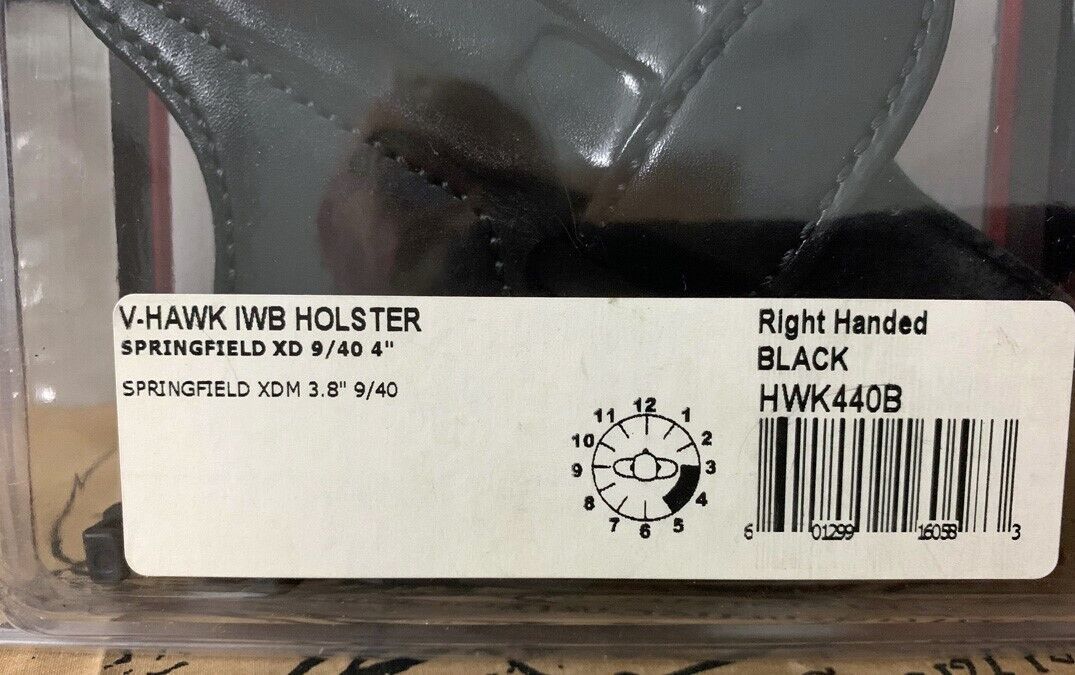 V-HAWK IWB HOLSTER
SPRINGFIELD XD 9/40 4"
SPRINGFIELD XDM 3.8" 9/40
Right Handed
BLACK
HWK440B
12
11 1
10 2
9 3
8 4
7 5
6
6 01299 16058 3